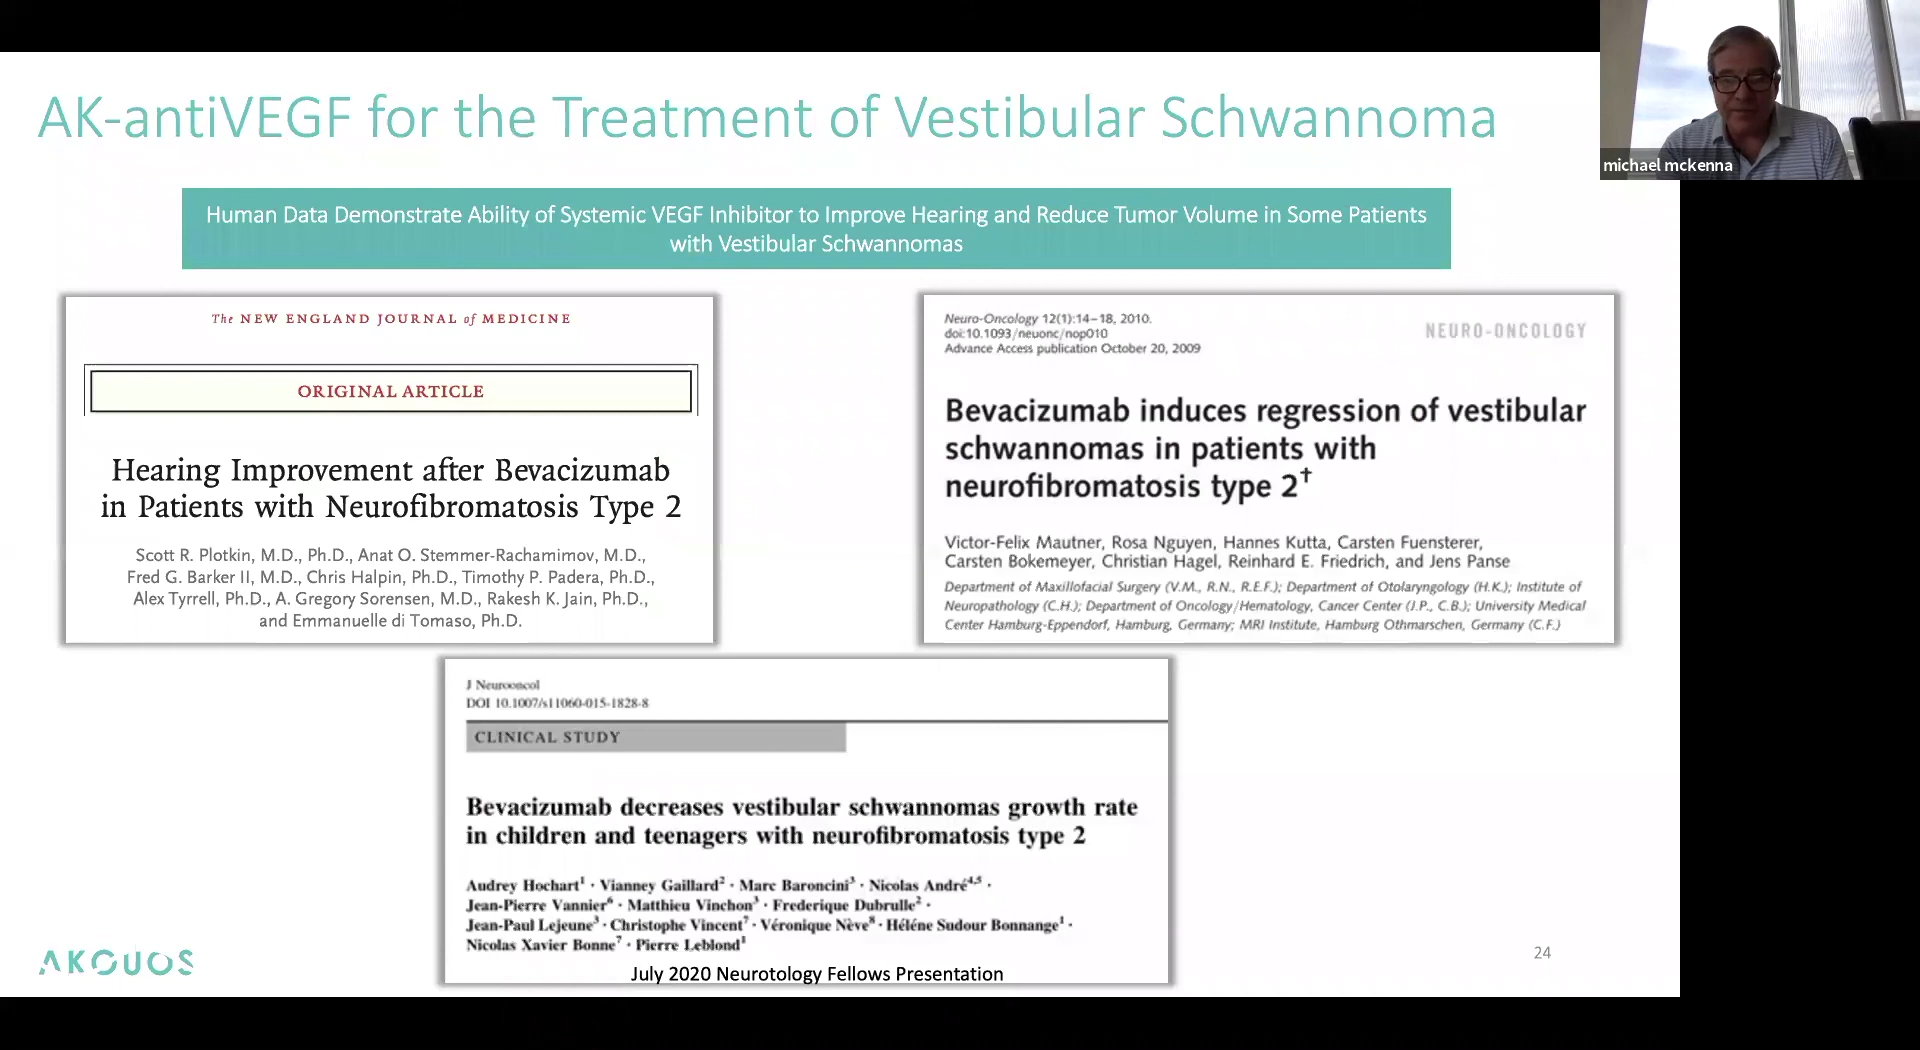 AK-antiVEGF for the Treatment of Vestibular Schwannoma
michael mckenna
Human Data Demonstrate Ability of Systemic VEGF Inhibitor to Improve Hearing and Reduce Tumor Volume in Some Patients
with Vestibular Schwannomas
The NEW ENGLAND JOURNAL of MEDICINE
ORIGINAL ARTICLE
Hearing Improvement after Bevacizumab
in Patients with Neurofibromatosis Type 2
Scott R. Plotkin, M.D., Ph.D., Anat O. Stemmer-Rachamimov, M.D.,
Fred G. Barker II, M.D., Chris Halpin, Ph.D., Timothy P. Padera, Ph.D.,
Alex Tyrrell, Ph.D., A. Gregory Sorensen, M.D., Rakesh K. Jain, Ph.D.,
and Emmanuelle di Tomaso, Ph.D.
Neuro-Oncology 12(1):14–18, 2010.
doi:10.1093/neuonc/nop010
Advance Access publication October 20, 2009
NEURO-ONCOLOGY
Bevacizumab induces regression of vestibular
schwannomas in patients with
neurofibromatosis type 2†
Victor-Felix Mautner, Rosa Nguyen, Hannes Kutta, Carsten Fuensterer,
Carsten Bokemeyer, Christian Hagel, Reinhard E. Friedrich, and Jens Panse
Department of Maxillofacial Surgery (V.M., R.N., R.E.F.); Department of Otolaryngology (H.K.); Institute of
Neuropathology (C.H.); Department of Oncology/Hematology, Cancer Center (J.P., C.B.); University Medical
Center Hamburg-Eppendorf, Hamburg, Germany; MRI Institute, Hamburg Othmarschen, Germany (C.F.)
J Neurooncol
DOI 10.1007/s11060-015-1828-8
CLINICAL STUDY
Bevacizumab decreases vestibular schwannomas growth rate
in children and teenagers with neurofibromatosis type 2
Audrey Hochart1 · Vianney Gaillard2 · Marc Baroncini3 · Nicolas André4,5 ·
Jean-Pierre Vannier6 · Matthieu Vinchon3 · Frederique Dubrulle2 ·
Jean-Paul Lejeune3 · Christophe Vincent7 · Véronique Nève8 · Héléne Sudour Bonnange1 ·
Nicolas Xavier Bonne7 · Pierre Leblond1
July 2020 Neurotology Fellows Presentation
AKOUOS
24